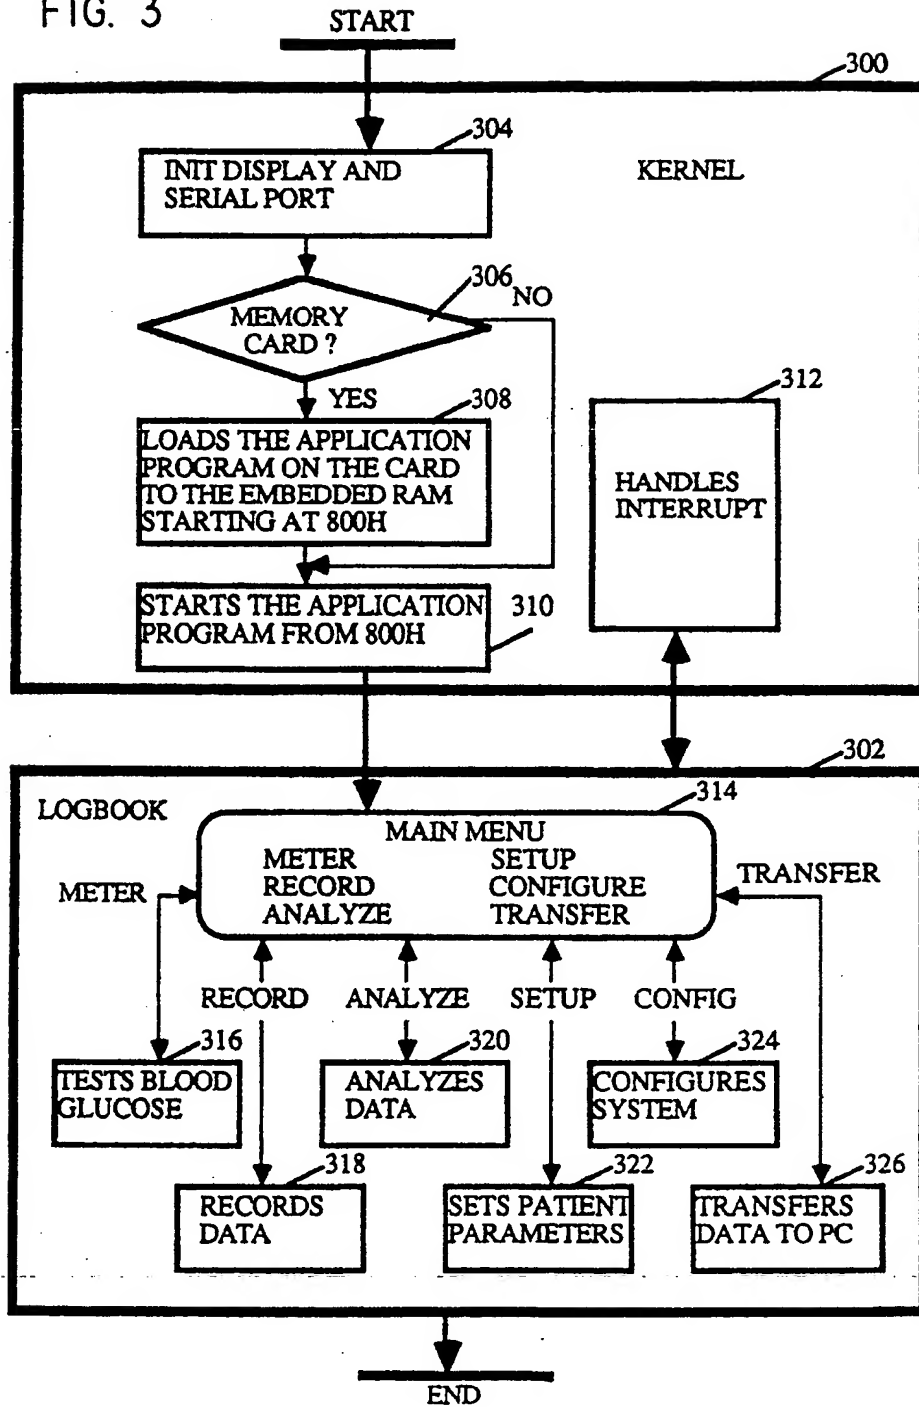 FIG. 3
START
300
304
INIT DISPLAY AND
SERIAL PORT
KERNEL
306
NO
MEMORY
CARD ?
YES
308
312
LOADS THE APPLICATION
PROGRAM ON THE CARD
TO THE EMBEDDED RAM
STARTING AT 800H
HANDLES
INTERRUPT
STARTS THE APPLICATION
PROGRAM FROM 800H
310
302
LOGBOOK
314
MAIN MENU
METER SETUP
RECORD CONFIGURE
ANALYZE TRANSFER
METER
TRANSFER
RECORD ANALYZE SETUP CONFIG
316
TESTS BLOOD
GLUCOSE
320
ANALYZES
DATA
324
CONFIGURES
SYSTEM
318
RECORDS
DATA
322
SETS PATIENT
PARAMETERS
326
TRANSFERS
DATA TO PC
END